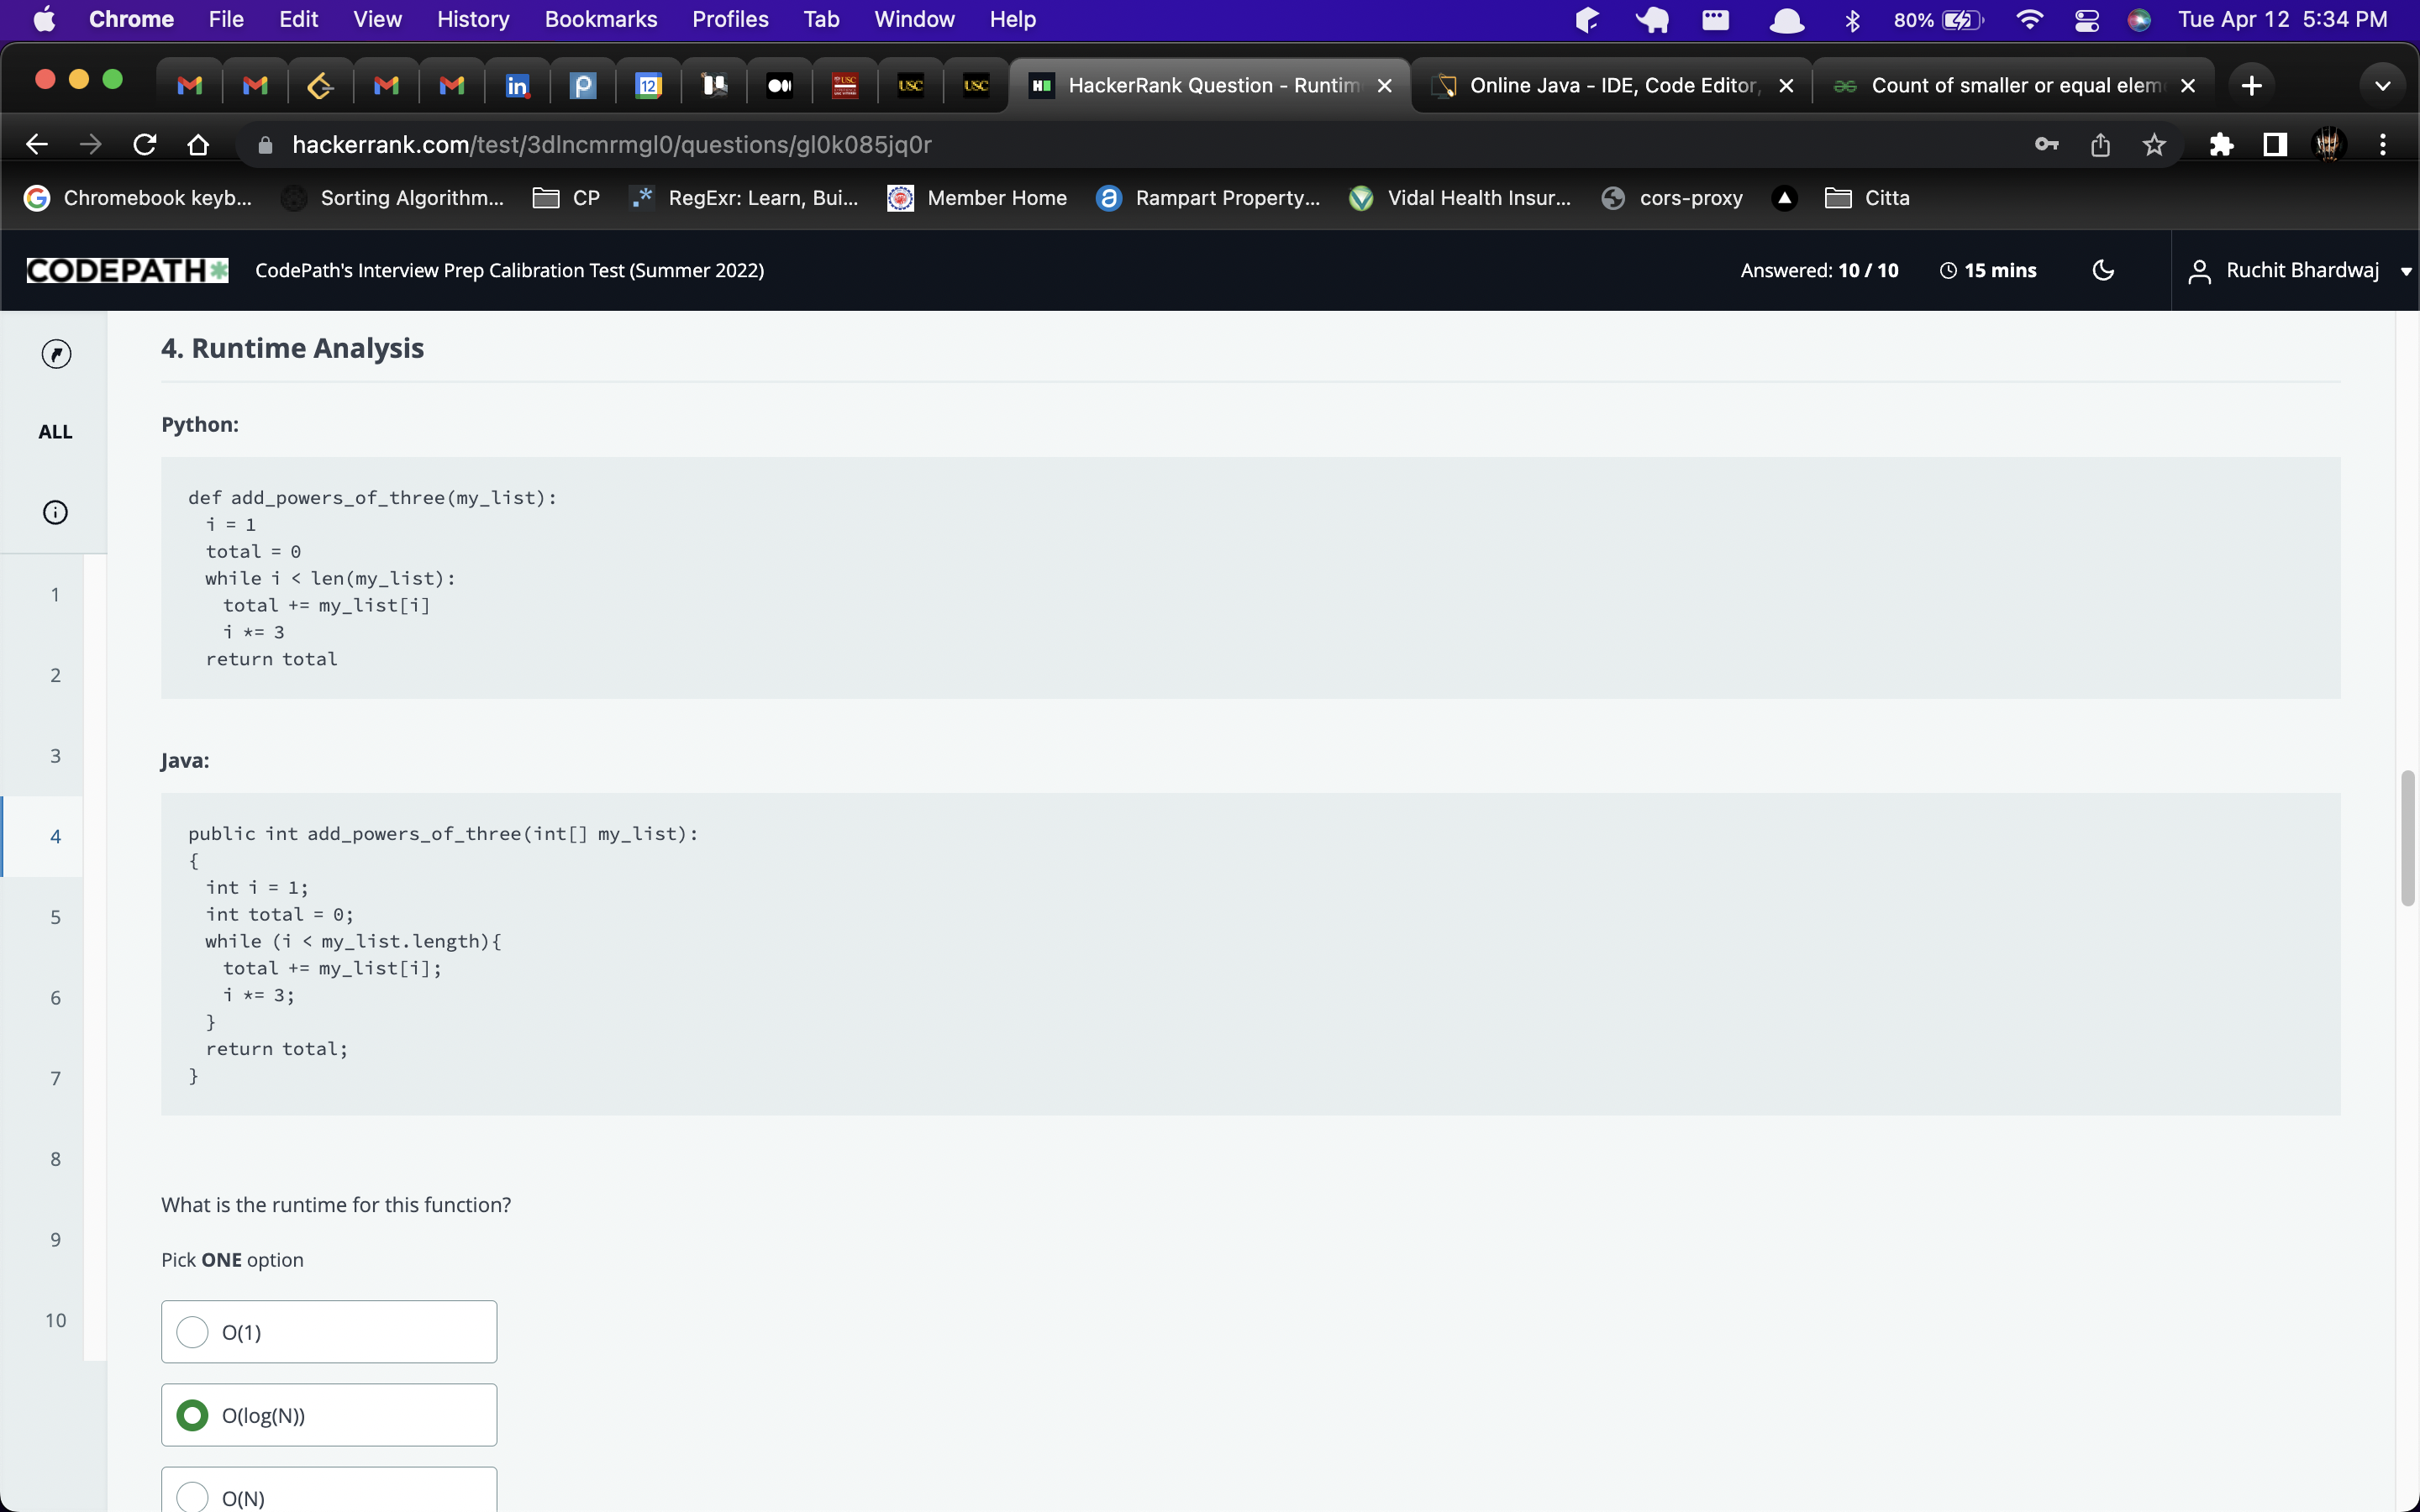 Chrome File Edit View History Bookmarks Profiles Tab Window Help 80% Tue Apr 12 5:34 PM
in 12 USC USC USC HackerRank Question - Runtim Online Java - IDE, Code Editor, Count of smaller or equal elem
hackerrank.com/test/3dlncmrmgl0/questions/gl0k085jq0r
Chromebook keyb... Sorting Algorithm... CP RegExr: Learn, Bui... Member Home Rampart Property... Vidal Health Insur... cors-proxy Citta
CODEPATH* CodePath's Interview Prep Calibration Test (Summer 2022) Answered: 10 / 10 15 mins Ruchit Bhardwaj
ALL
1
2
3
4
5
6
7
8
9
10
4. Runtime Analysis
Python:
def add_powers_of_three(my_list):
i = 1
total = 0
while i < len(my_list):
total += my_list[i]
i *= 3
return total
Java:
public int add_powers_of_three(int[] my_list):
{
int i = 1;
int total = 0;
while (i < my_list.length){
total += my_list[i];
i *= 3;
}
return total;
}
What is the runtime for this function?
Pick ONE option
O(1)
O(log(N))
O(N)